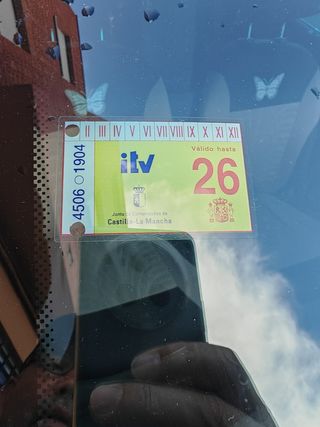 II III IV V VI VII VIII IX X XI XII
Válido hasta
itv
26
Junta de Comunidades de
Castilla-La Mancha
4506 1904